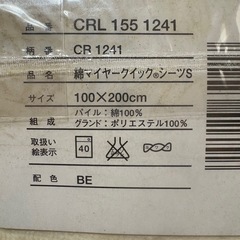 品番 CRL 155 1241
柄番 CR 1241
品名 綿マイヤークイック®シーツS
サイズ 100×200cm
組成 パイル：綿100%
グランド：ポリエステル100%
取扱い
絵表示 40
配色 BE